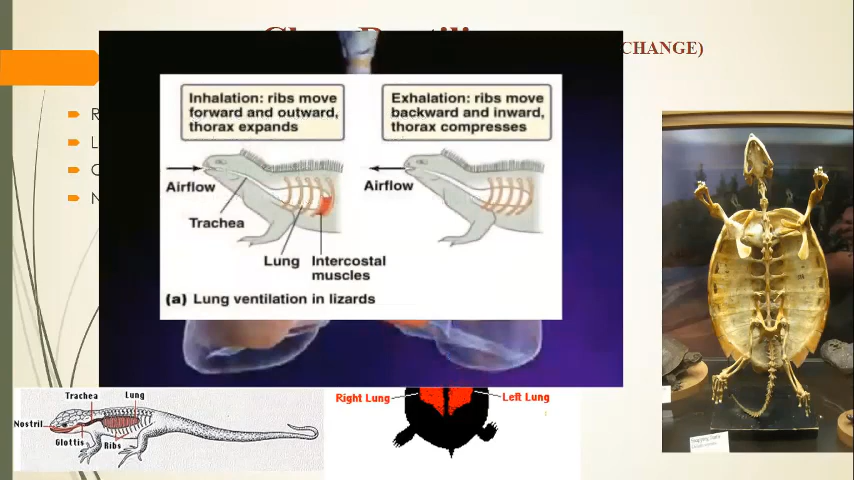 CHANGE)
Inhalation: ribs move
forward and outward,
thorax expands
Exhalation: ribs move
backward and inward,
thorax compresses
Airflow
Airflow
Trachea
Lung
Intercostal
muscles
(a) Lung ventilation in lizards
Trachea
Lung
Nostril
Glottis
Ribs
Right Lung
Left Lung